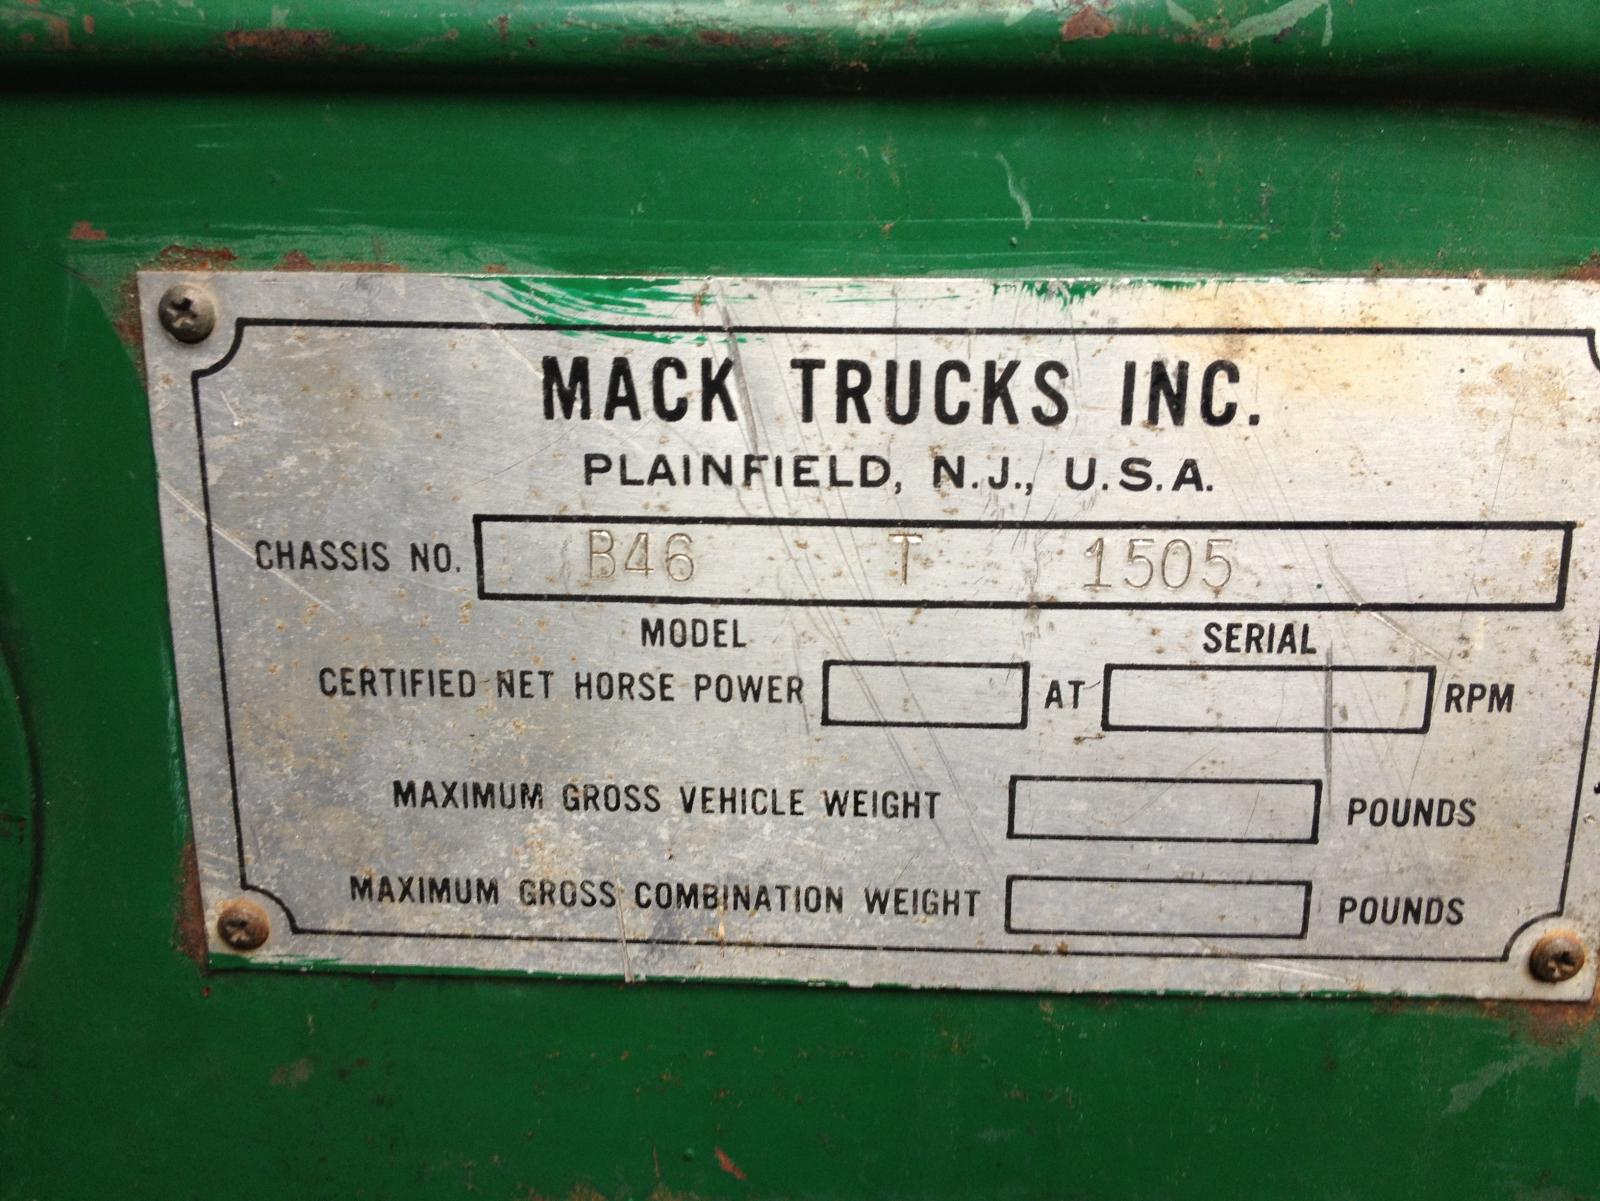 MACK TRUCKS INC.
PLAINFIELD, N.J., U.S.A.
CHASSIS NO. B46 T 1505
MODEL SERIAL
CERTIFIED NET HORSE POWER AT RPM
MAXIMUM GROSS VEHICLE WEIGHT POUNDS
MAXIMUM GROSS COMBINATION WEIGHT POUNDS